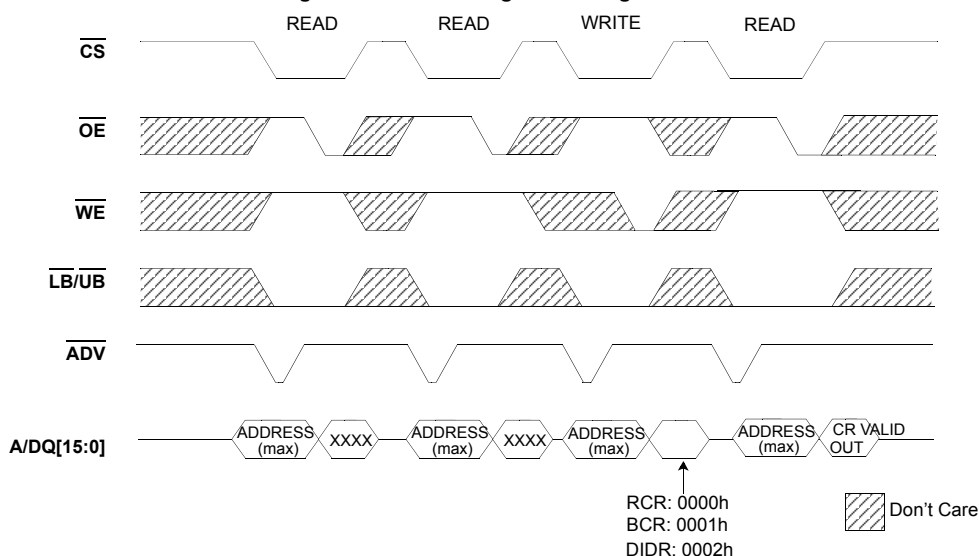 READ READ WRITE READ
CS
OE
WE
LB/UB
ADV
A/DQ[15:0]
ADDRESS (max) XXXX ADDRESS (max) XXXX ADDRESS (max) ADDRESS (max) CR VALID OUT
RCR: 0000h
BCR: 0001h
DIDR: 0002h
Don't Care